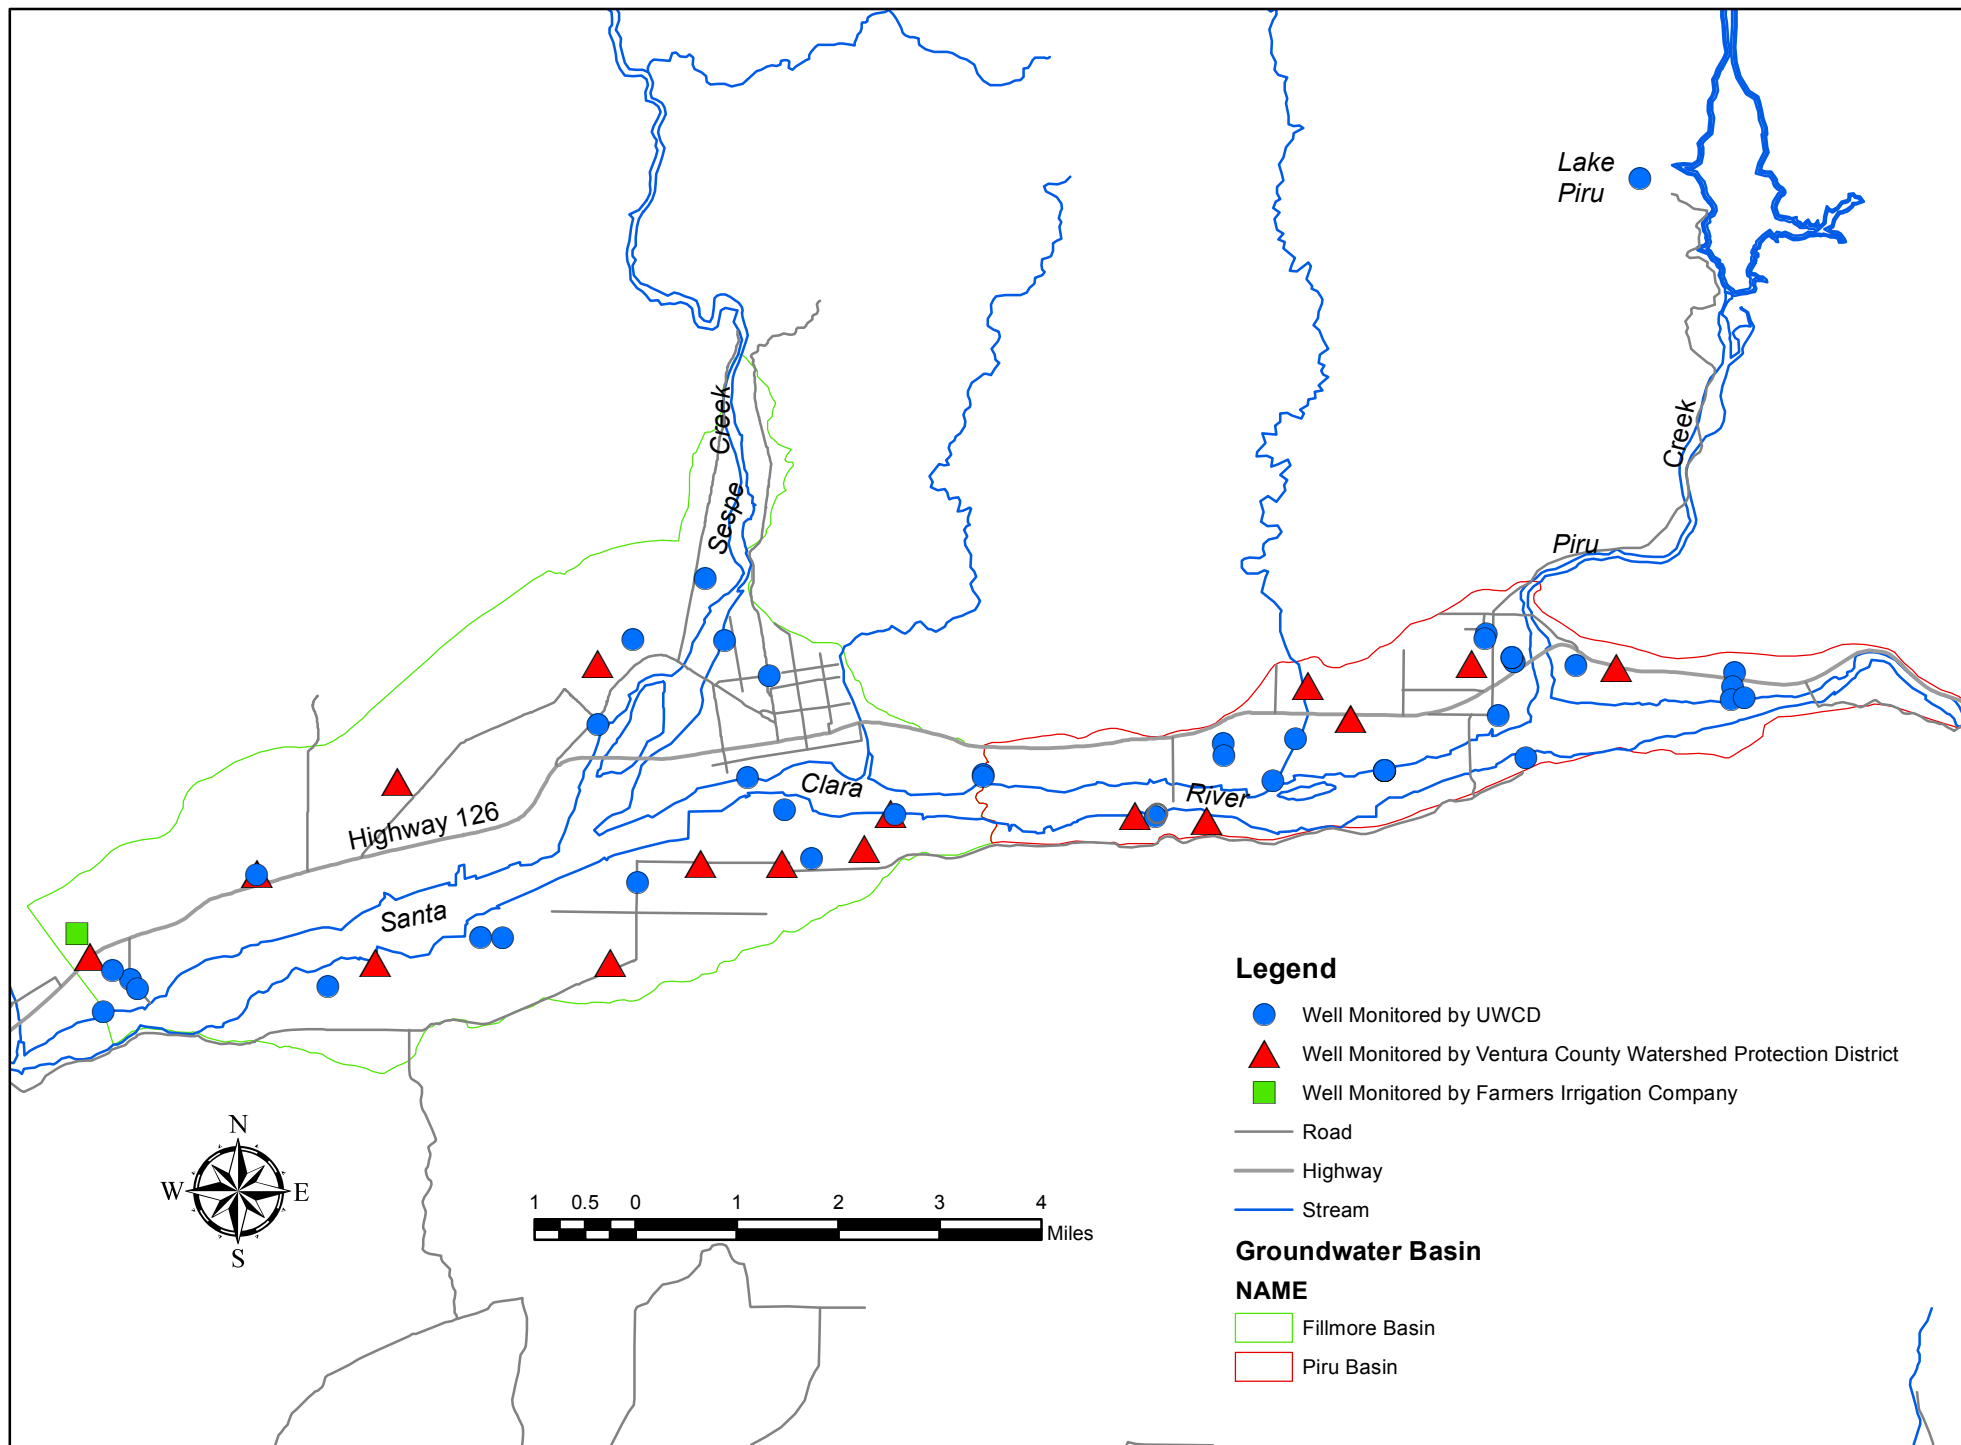 Lake
Piru
Creek
Sespe
Creek
Piru
Clara
River
Highway 126
Santa
Legend
Well Monitored by UWCD
Well Monitored by Ventura County Watershed Protection District
Well Monitored by Farmers Irrigation Company
Road
Highway
Stream
Groundwater Basin
NAME
Fillmore Basin
Piru Basin
N
W E
S
1 0.5 0 1 2 3 4
Miles